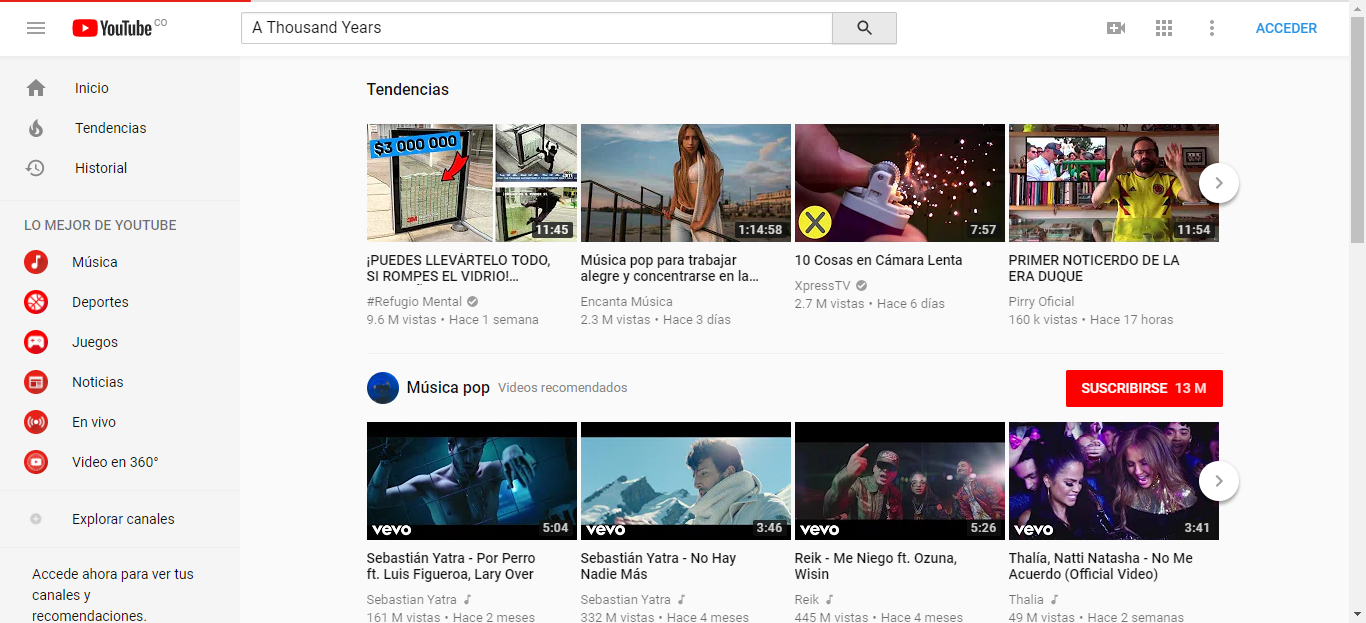 YouTube CO
A Thousand Years
ACCEDER
Inicio
Tendencias
Historial
LO MEJOR DE YOUTUBE
Música
Deportes
Juegos
Noticias
En vivo
Video en 360°
Explorar canales
Accede ahora para ver tus
canales y
recomendaciones.
Tendencias
$3 000 000
3M
11:45
1:14:58
7:57
11:54
¡PUEDES LLEVÁRTELO TODO,
SI ROMPES EL VIDRIO!…
#Refugio Mental
9.6 M vistas • Hace 1 semana
Música pop para trabajar
alegre y concentrarse en la…
Encanta Música
2.3 M vistas • Hace 3 días
10 Cosas en Cámara Lenta
XpressTV
2.7 M vistas • Hace 6 días
PRIMER NOTICERDO DE LA
ERA DUQUE
Pirry Oficial
160 k vistas • Hace 17 horas
Música pop Videos recomendados
SUSCRIBIRSE 13 M
vevo 5:04
vevo 3:46
vevo 5:26
vevo 3:41
Sebastián Yatra - Por Perro
ft. Luis Figueroa, Lary Over
Sebastian Yatra
161 M vistas • Hace 2 meses
Sebastián Yatra - No Hay
Nadie Más
Sebastian Yatra
332 M vistas • Hace 4 meses
Reik - Me Niego ft. Ozuna,
Wisin
Reik
445 M vistas • Hace 4 meses
Thalía, Natti Natasha - No Me
Acuerdo (Official Video)
Thalia
49 M vistas • Hace 2 semanas